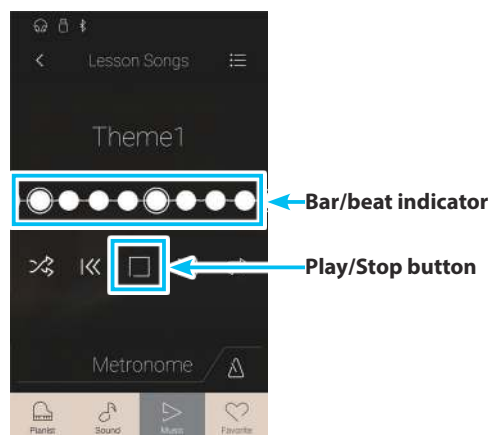 Lesson Songs
Theme1
Bar/beat indicator
Play/Stop button
Metronome
Pianist Sound Music Favorite